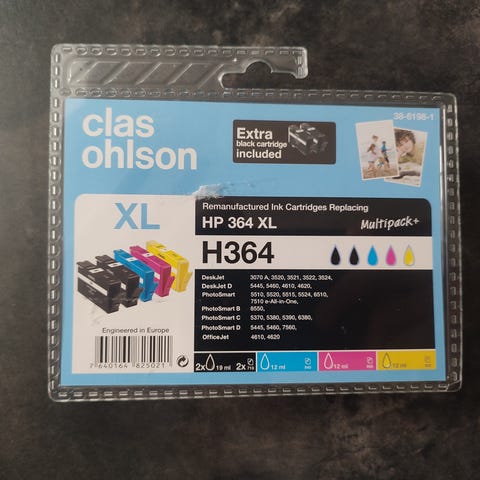 38-6198-1
clas
ohlson
Extra
black cartridge
included
XL
Remanufactured Ink Cartridges Replacing
HP 364 XL
Multipack+
H364
DeskJet 3070 A, 3520, 3521, 3522, 3524,
DeskJet D 5445, 5460, 4610, 4620,
PhotoSmart 5510, 5520, 5515, 5524, 6510,
7510 e-All-in-One,
PhotoSmart B 8550,
PhotoSmart C 5370, 5380, 5390, 6380,
PhotoSmart D 5445, 5460, 7560,
OfficeJet 4610, 4620
Engineered in Europe
7 640164 825021
2x 19 ml 2x
12 ml
12 ml
12 ml